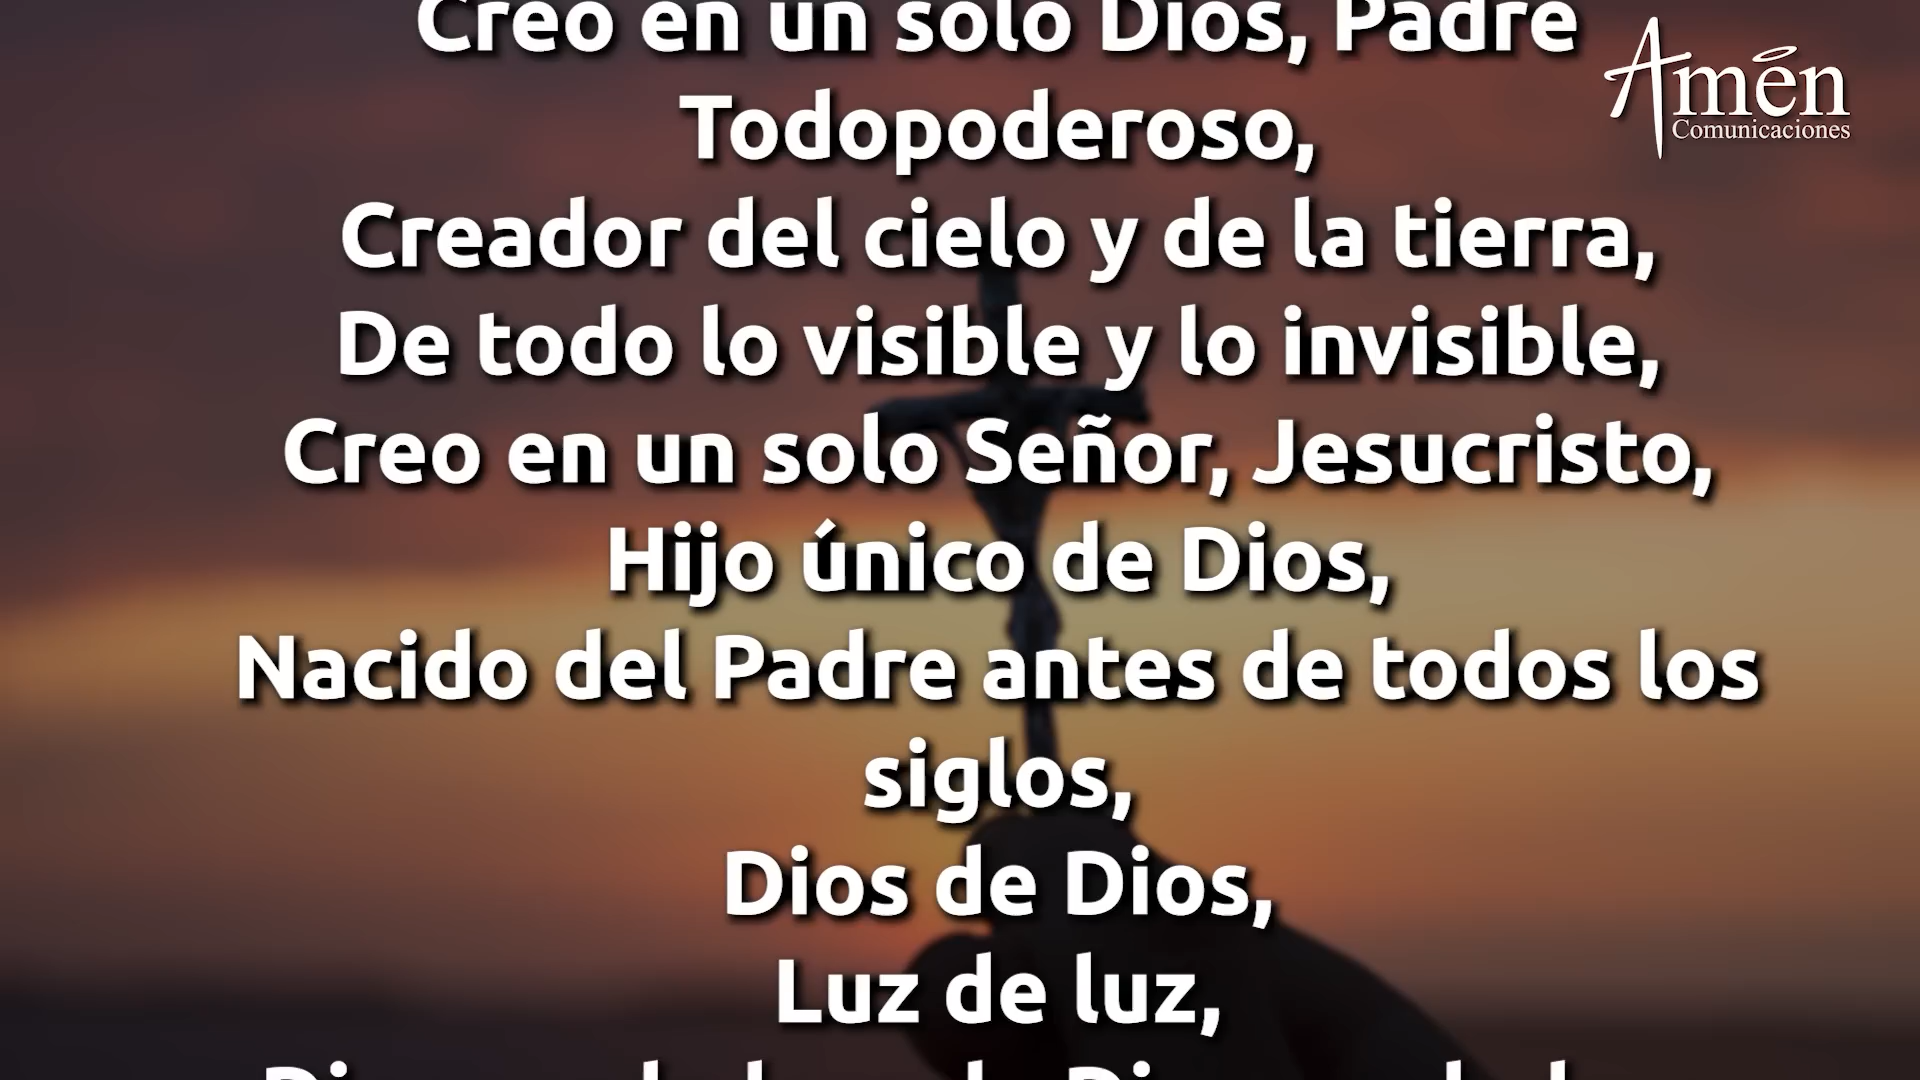 Creo en un solo Dios, Padre
Todopoderoso,
Creador del cielo y de la tierra,
De todo lo visible y lo invisible,
Creo en un solo Señor, Jesucristo,
Hijo único de Dios,
Nacido del Padre antes de todos los
siglos,
Dios de Dios,
Luz de luz,
Amén
Comunicaciones